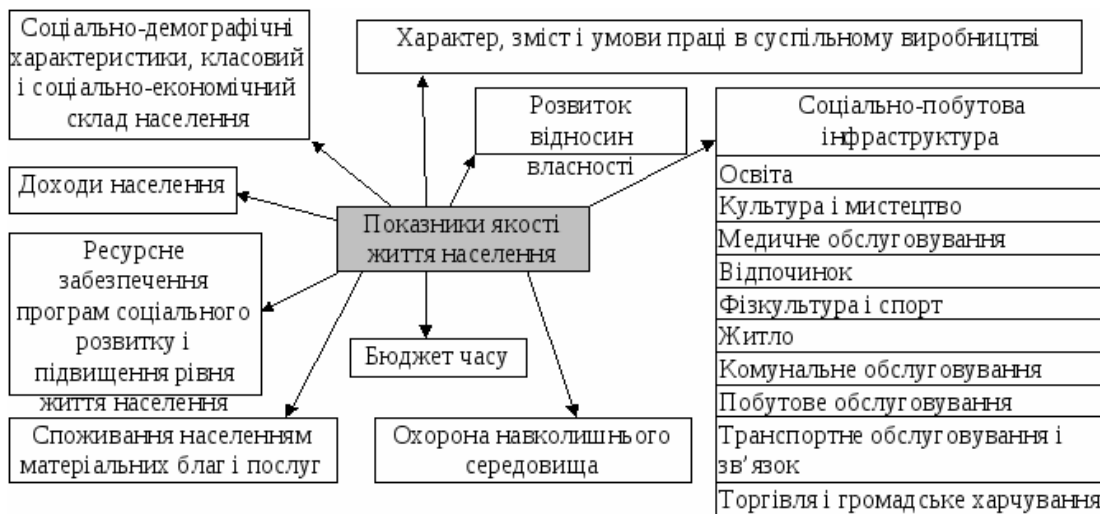 Соціально-демографічні
характеристики, класовий
і соціально-економічний
склад населення
Характер, зміст і умови праці в суспільному виробництві
Розвиток
відносин
власності
Соціально-побутова
інфраструктура
Освіта
Культура і мистецтво
Медичне обслуговування
Відпочинок
Фізкультура і спорт
Житло
Комунальне обслуговування
Побутове обслуговування
Транспортне обслуговування і
зв’язок
Торгівля і громадське харчування
Доходи населення
Показники якості
життя населення
Ресурсне
забезпечення
програм соціального
розвитку і
підвищення рівня
життя населення
Бюджет часу
Споживання населенням
матеріальних благ і послуг
Охорона навколишнього
середовища